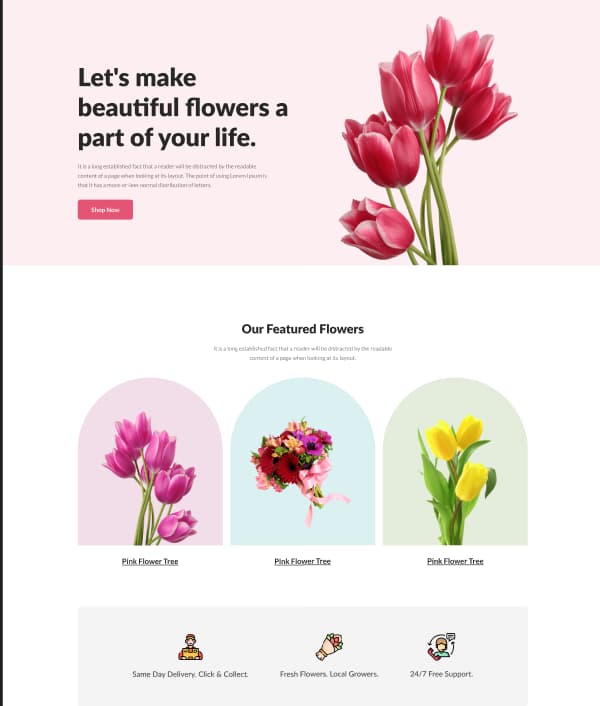 Let's make
beautiful flowers a
part of your life.
It is a long established fact that a reader will be distracted by the readable
content of a page when looking at its layout. The point of using Lorem Ipsum is
that it has a more-or-less normal distribution of letters.
Shop Now
Our Featured Flowers
It is a long established fact that a reader will be distracted by the readable
content of a page when looking at its layout.
Pink Flower Tree
Pink Flower Tree
Pink Flower Tree
Same Day Delivery. Click & Collect.
Fresh Flowers. Local Growers.
24/7 Free Support.